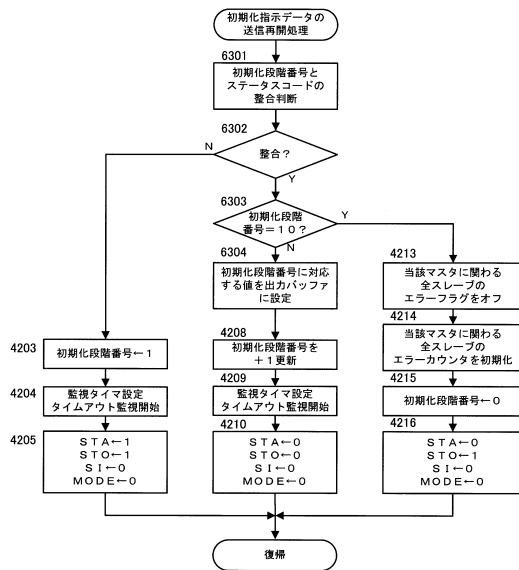 初期化指示データの
送信再開処理
6301
初期化段階番号と
ステータスコードの
整合判断
6302
整合？
N
Y
6303
初期化段階
番号＝１０？
Y
N
6304
初期化段階番号に対応
する値を出力バッファ
に設定
4213
当該マスタに関わる
全スレーブの
エラーフラグをオフ
4214
当該マスタに関わる
全スレーブの
エラーカウンタを初期化
4203
初期化段階番号←１
4208
初期化段階番号を
＋１更新
4215
初期化段階番号←０
4204
監視タイマ設定
タイムアウト監視開始
4209
監視タイマ設定
タイムアウト監視開始
4205
ＳＴＡ←１
ＳＴＯ←１
ＳＩ←０
ＭＯＤＥ←０
4210
ＳＴＡ←０
ＳＴＯ←０
ＳＩ←０
ＭＯＤＥ←０
4216
ＳＴＡ←０
ＳＴＯ←１
ＳＩ←０
ＭＯＤＥ←０
復帰